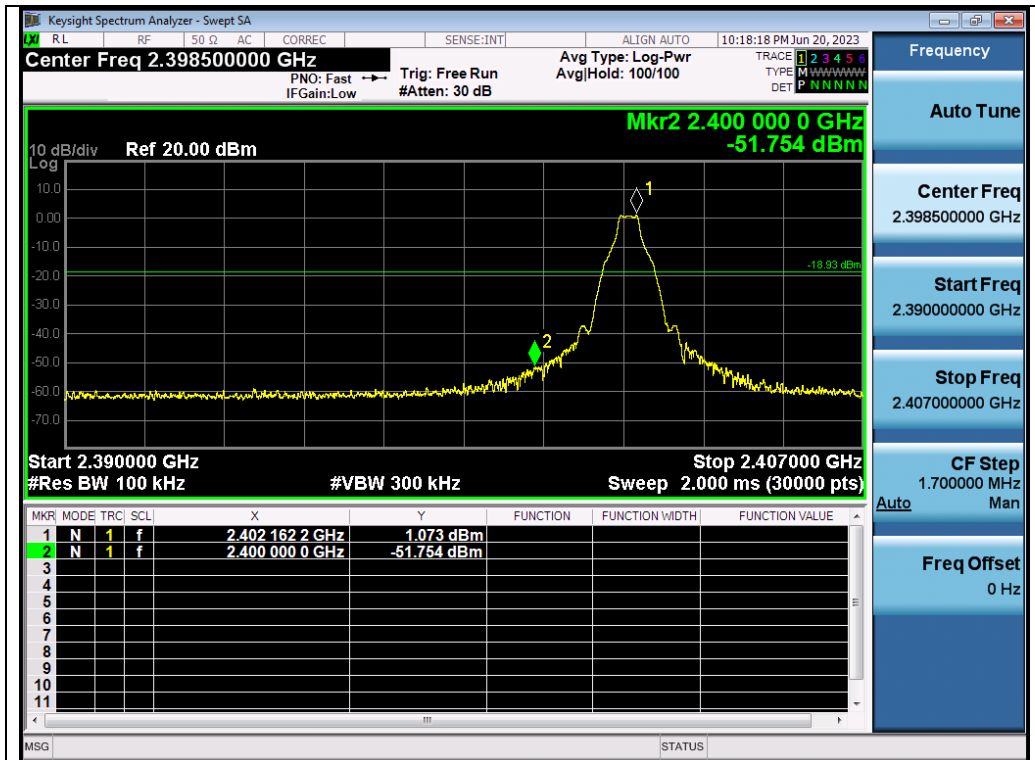 Keysight Spectrum Analyzer - Swept SA
LXI RL RF 50 Ω AC CORREC SENSE:INT ALIGN AUTO 10:18:18 PM Jun 20, 2023
Center Freq 2.398500000 GHz
PNO: Fast
IFGain:Low
Trig: Free Run
#Atten: 30 dB
Avg Type: Log-Pwr
Avg|Hold: 100/100
TRACE 1 2 3 4 5 6
TYPE M WWWWW
DET P N N N N N
Mkr2 2.400 000 0 GHz
-51.754 dBm
10 dB/div Ref 20.00 dBm
Log
10.0
0.00
-10.0
-20.0
-30.0
-40.0
-50.0
-60.0
-70.0
1
-18.93 dBm
2
Start 2.390000 GHz Stop 2.407000 GHz
#Res BW 100 kHz #VBW 300 kHz Sweep 2.000 ms (30000 pts)
MKR MODE TRC SCL X Y FUNCTION FUNCTION WIDTH FUNCTION VALUE
1 N 1 f 2.402 162 2 GHz 1.073 dBm
2 N 1 f 2.400 000 0 GHz -51.754 dBm
3
4
5
6
7
8
9
10
11
MSG STATUS
Frequency
Auto Tune
Center Freq
2.398500000 GHz
Start Freq
2.390000000 GHz
Stop Freq
2.407000000 GHz
CF Step
1.700000 MHz
Auto Man
Freq Offset
0 Hz